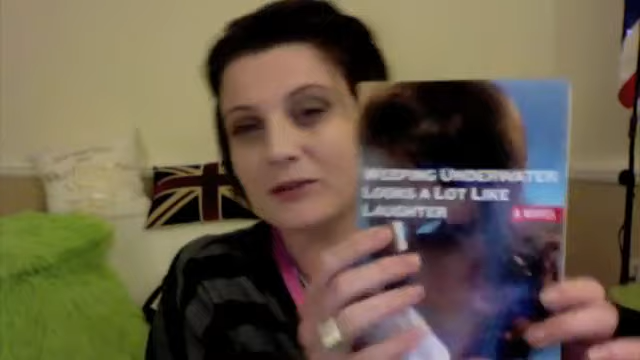 WEEPING UNDERWATER
LOOKS A LOT LIKE
LAUGHTER
A NOVEL